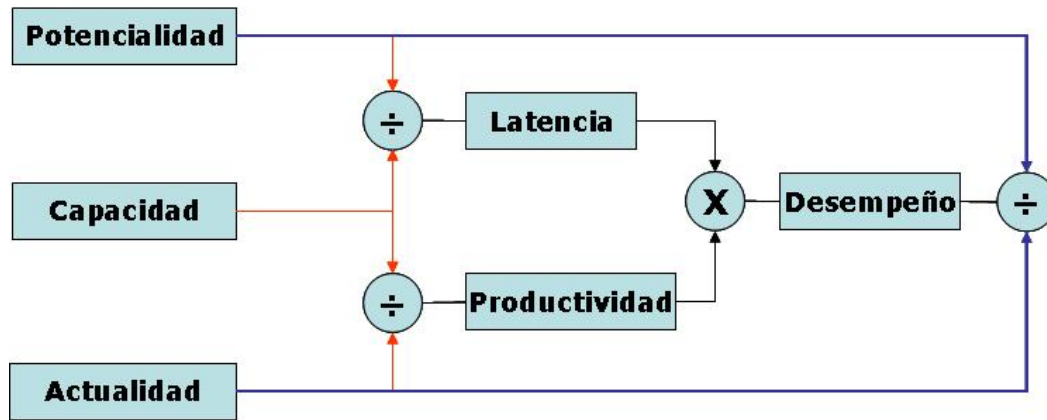 Potencialidad
÷
Latencia
Capacidad
X
Desempeño
÷
÷
Productividad
Actualidad